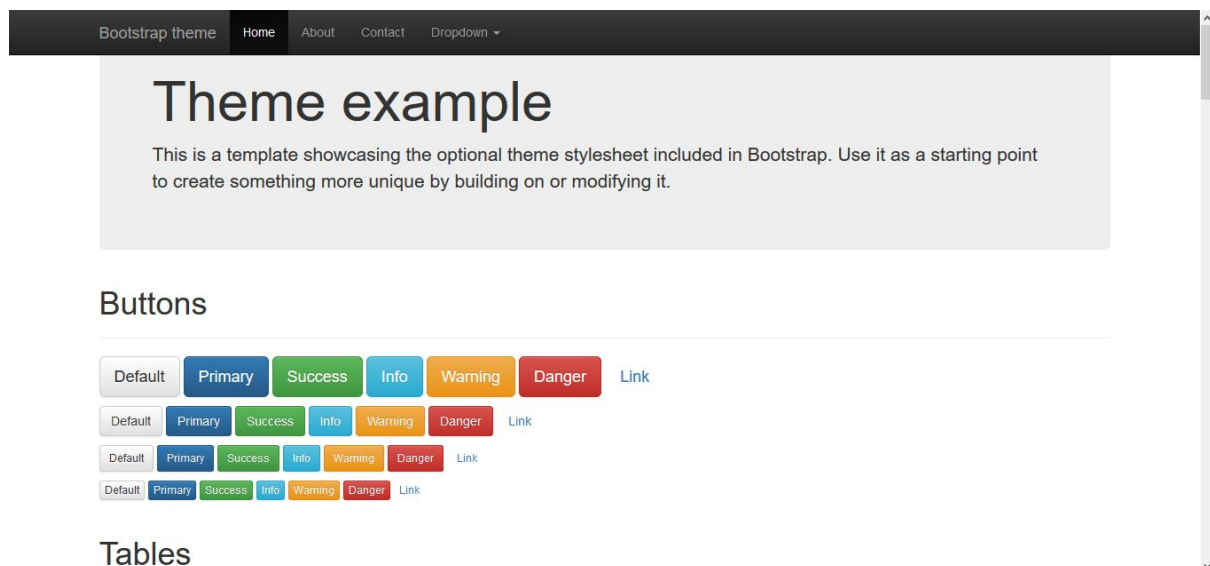 Bootstrap theme Home About Contact Dropdown
Theme example
This is a template showcasing the optional theme stylesheet included in Bootstrap. Use it as a starting point
to create something more unique by building on or modifying it.
Buttons
Default Primary Success Info Warning Danger Link
Default Primary Success Info Warning Danger Link
Default Primary Success Info Warning Danger Link
Default Primary Success Info Warning Danger Link
Tables